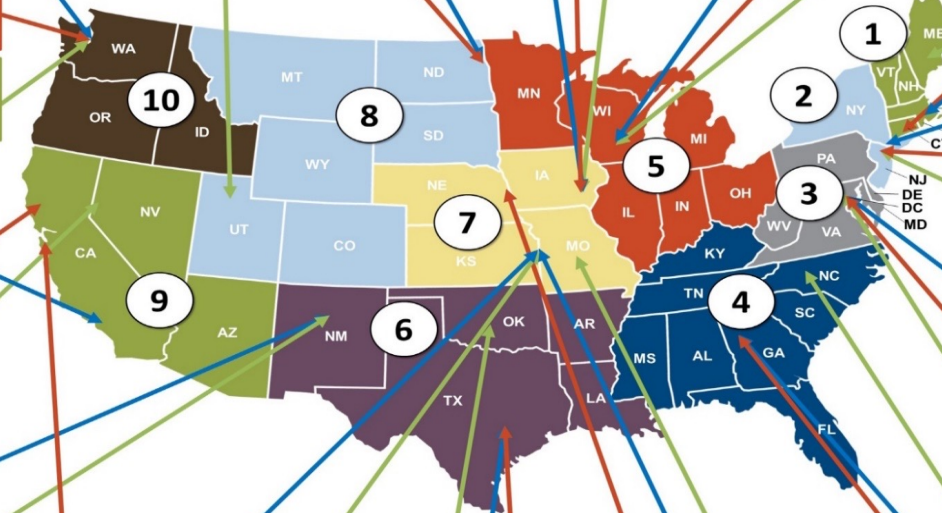 1
ME
VT
NH
WA
MT
ND
MN
2
NY
10
8
WI
OR
ID
SD
MI
5
PA
WY
IA
NE
OH
3
NJ
DE
DC
MD
NV
7
IL
IN
WV
VA
UT
CO
KS
MO
KY
CA
NC
9
TN
4
SC
AZ
NM
6
OK
AR
MS
AL
GA
TX
LA
FL